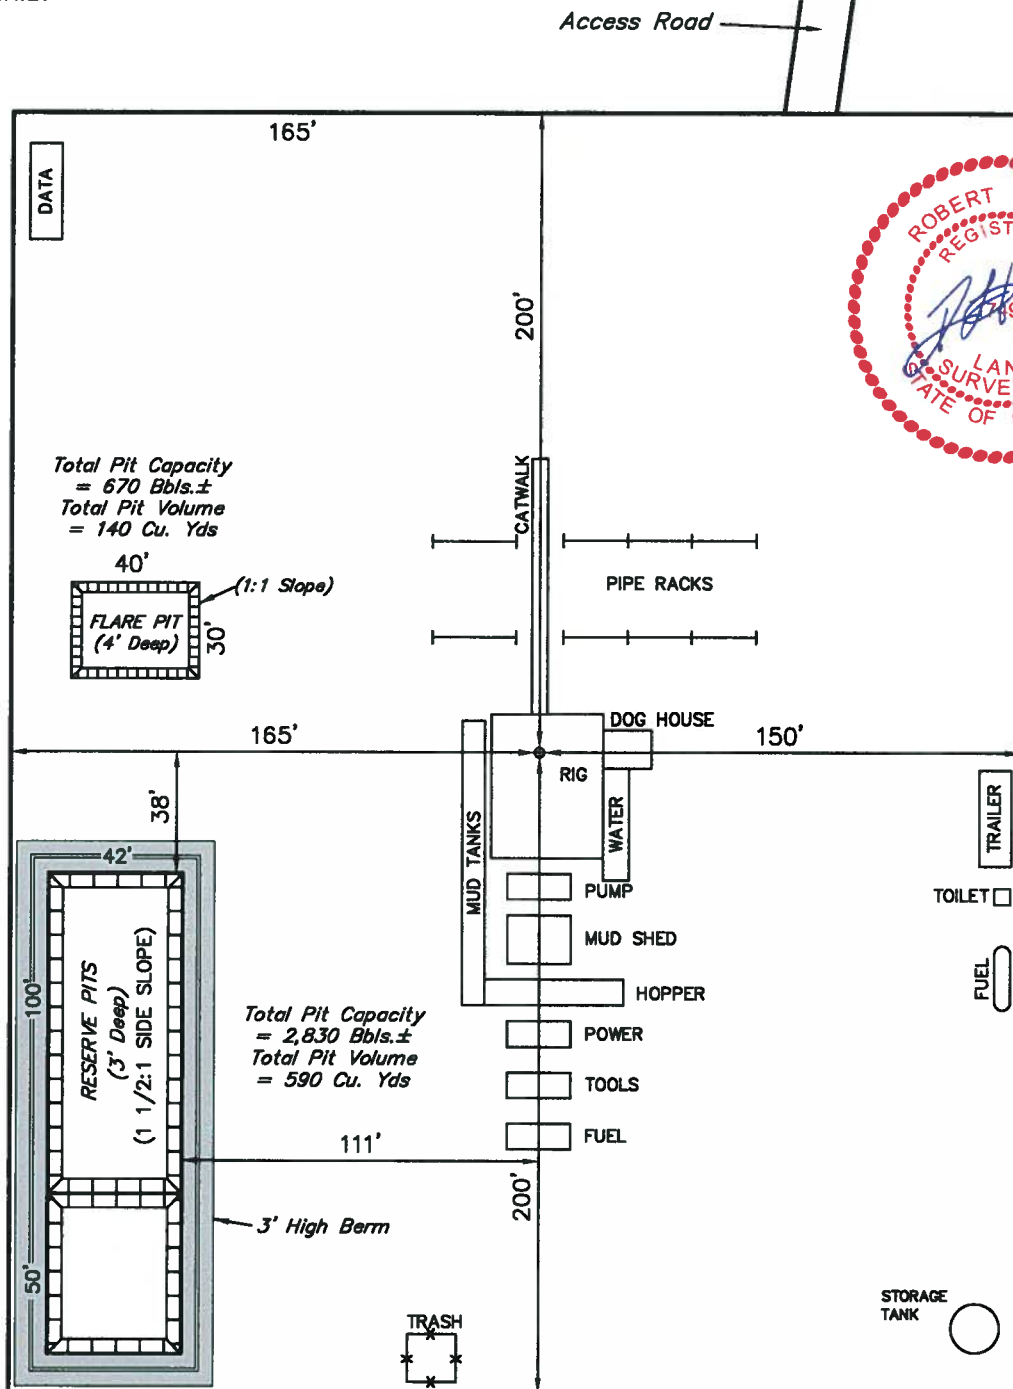 Access Road
165'
DATA
200'
ROBERT
REGIST
LAN
SURVE
STATE OF
Total Pit Capacity
= 670 Bbls.±
Total Pit Volume
= 140 Cu. Yds
40'
(1:1 Slope)
FLARE PIT
(4' Deep)
30'
CATWALK
PIPE RACKS
DOG HOUSE
165'
150'
RIG
38'
MUD TANKS
WATER
TRAILER
42'
PUMP
TOILET
MUD SHED
FUEL
100'
RESERVE PITS
(3' Deep)
(1 1/2:1 SIDE SLOPE)
HOPPER
Total Pit Capacity
= 2,830 Bbls.±
Total Pit Volume
= 590 Cu. Yds
POWER
TOOLS
FUEL
111'
200'
3' High Berm
50'
STORAGE
TANK
TRASH